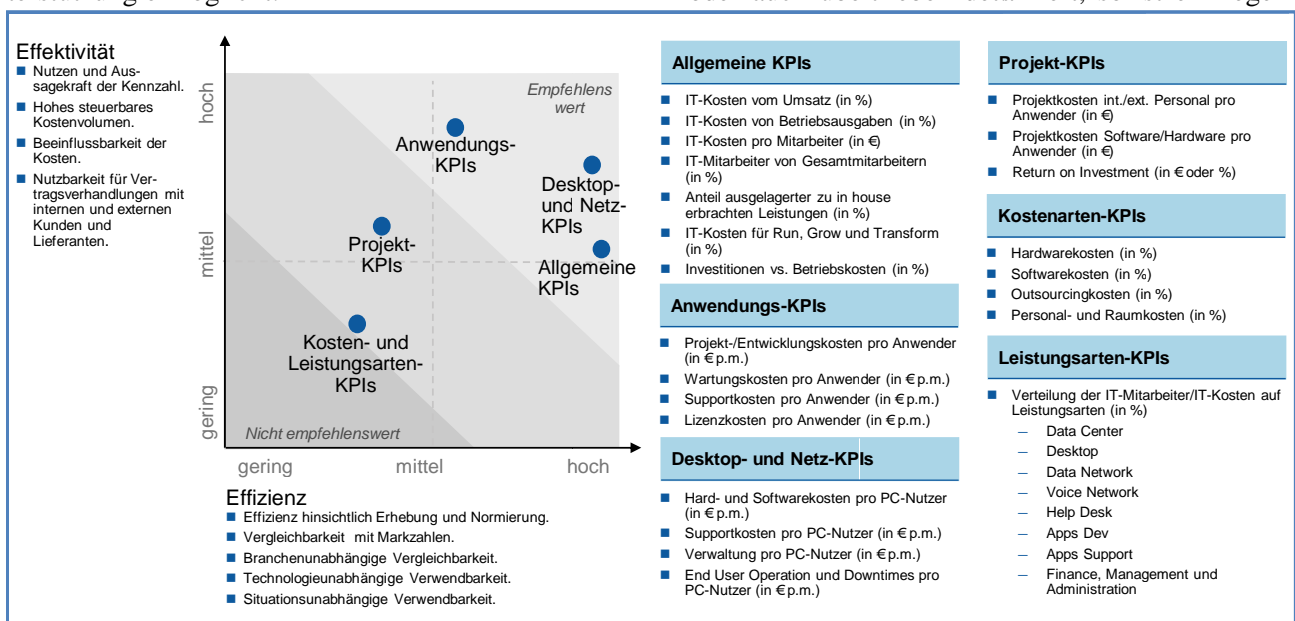 Effektivität
Nutzen und Aus-
sagekraft der Kennzahl.
Hohes steuerbares
Kostenvolumen.
Beeinflussbarkeit der
Kosten.
Nutzbarkeit für Ver-
tragsverhandlungen mit
internen und externen
Kunden und
Lieferanten.
hoch
mittel
gering
Empfehlens
wert
Anwendungs-
KPIs
Desktop-
und Netz-
KPIs
Projekt-
KPIs
Allgemeine
KPIs
Kosten- und
Leistungsarten-
KPIs
Nicht empfehlenswert
gering
mittel
hoch
Effizienz
Effizienz hinsichtlich Erhebung und Normierung.
Vergleichbarkeit mit Markzahlen.
Branchenunabhängige Vergleichbarkeit.
Technologieunabhängige Verwendbarkeit.
Situationsunabhängige Verwendbarkeit.
Allgemeine KPIs
IT-Kosten vom Umsatz (in %)
IT-Kosten von Betriebsausgaben (in %)
IT-Kosten pro Mitarbeiter (in €)
IT-Mitarbeiter von Gesamtmitarbeitern
(in %)
Anteil ausgelagerter zu in house
erbrachten Leistungen (in %)
IT-Kosten für Run, Grow und Transform
(in %)
Investitionen vs. Betriebskosten (in %)
Anwendungs-KPIs
Projekt-/Entwicklungskosten pro Anwender
(in € p.m.)
Wartungskosten pro Anwender (in € p.m.)
Supportkosten pro Anwender (in € p.m.)
Lizenzkosten pro Anwender (in € p.m.)
Desktop- und Netz-KPIs
Hard- und Softwarekosten pro PC-Nutzer
(in € p.m.)
Supportkosten pro PC-Nutzer (in € p.m.)
Verwaltung pro PC-Nutzer (in € p.m.)
End User Operation und Downtimes pro
PC-Nutzer (in € p.m.)
Projekt-KPIs
Projektkosten int./ext. Personal pro
Anwender (in €)
Projektkosten Software/Hardware pro
Anwender (in €)
Return on Investment (in € oder %)
Kostenarten-KPIs
Hardwarekosten (in %)
Softwarekosten (in %)
Outsourcingkosten (in %)
Personal- und Raumkosten (in %)
Leistungsarten-KPIs
Verteilung der IT-Mitarbeiter/IT-Kosten auf
Leistungsarten (in %)
— Data Center
— Desktop
— Data Network
— Voice Network
— Help Desk
— Apps Dev
— Apps Support
— Finance, Management und
Administration